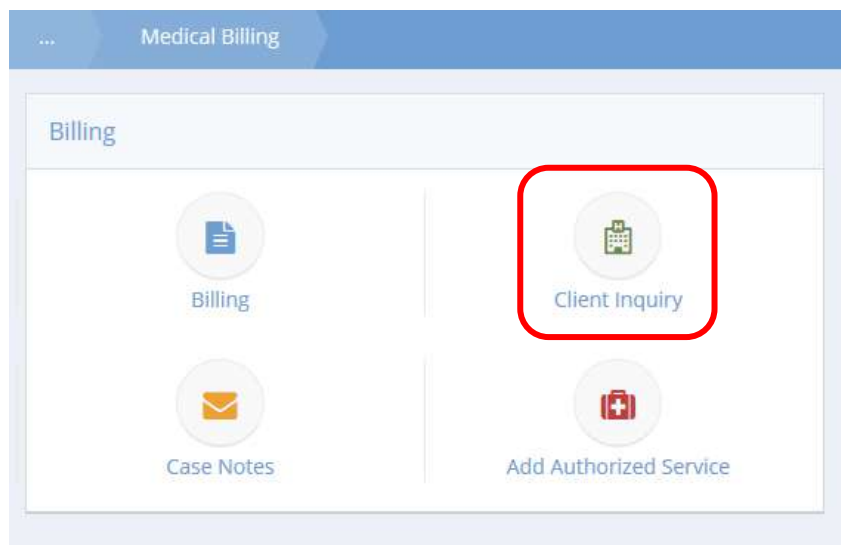 ... Medical Billing
Billing
Billing Client Inquiry
Case Notes Add Authorized Service